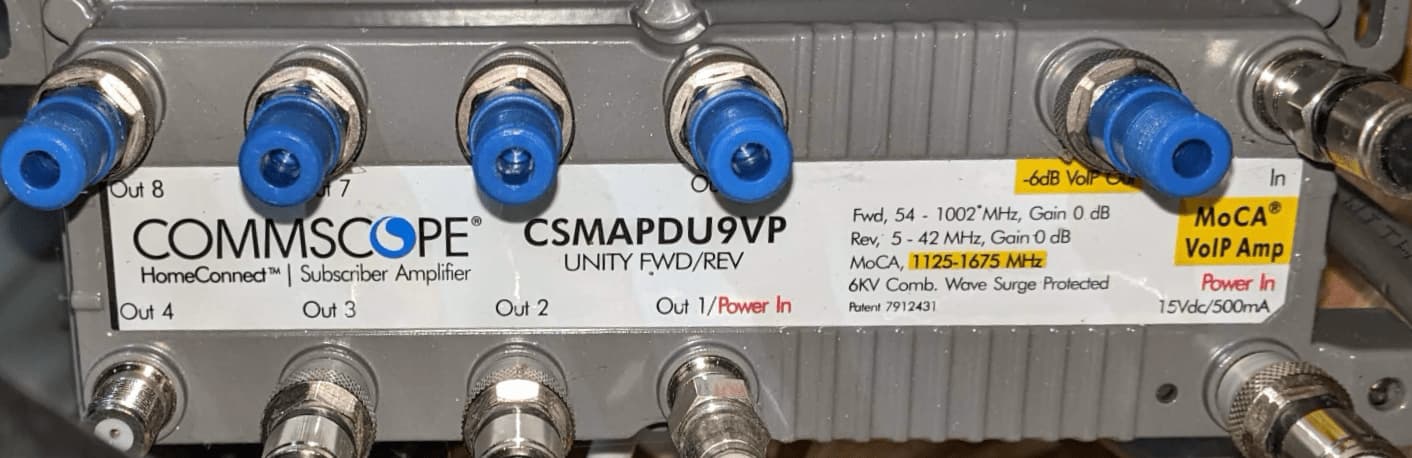 Out 8
7
-6dB VoIP
In
COMMSCOPE®
HomeConnect™ | Subscriber Amplifier
CSMAPDU9VP
UNITY FWD/REV
Fwd, 54 - 1002 MHz, Gain 0 dB
Rev, 5 - 42 MHz, Gain 0 dB
MoCA, 1125-1675 MHz
6KV Comb. Wave Surge Protected
Patent 7912431
MoCA®
VoIP Amp
Power In
15Vdc/500mA
Out 4
Out 3
Out 2
Out 1/Power In